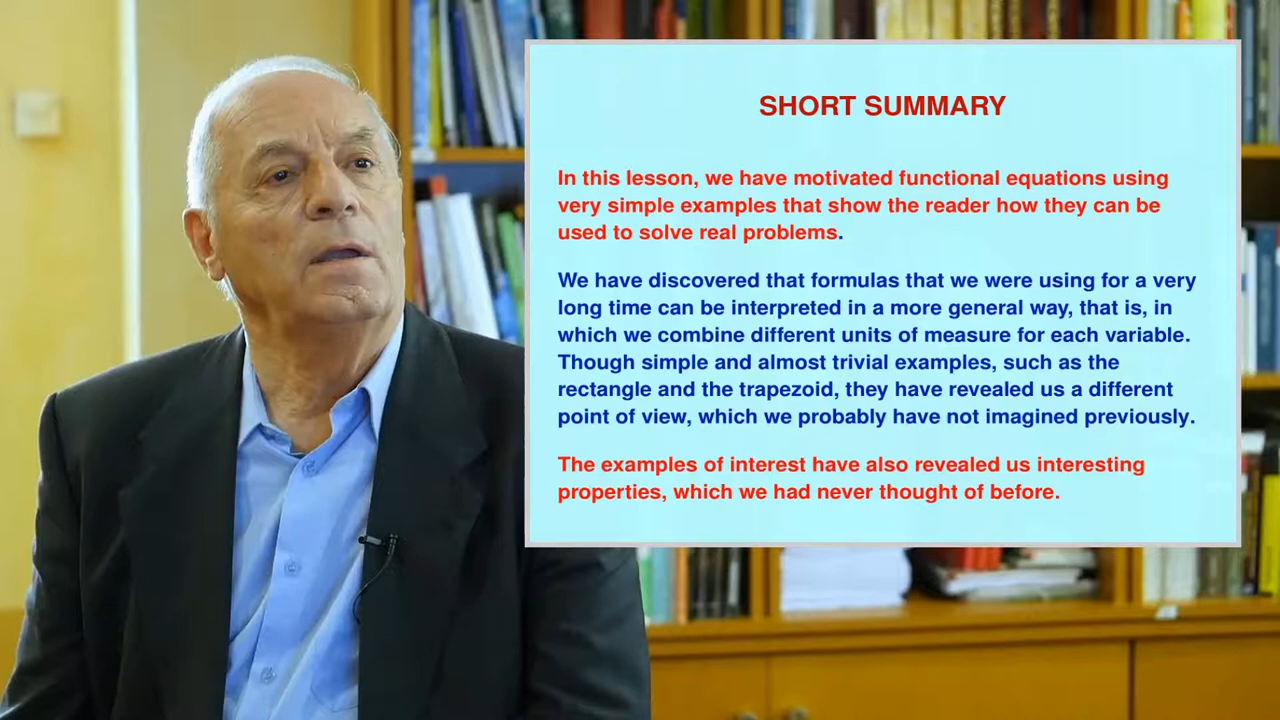 SHORT SUMMARY
In this lesson, we have motivated functional equations using
very simple examples that show the reader how they can be
used to solve real problems.
We have discovered that formulas that we were using for a very
long time can be interpreted in a more general way, that is, in
which we combine different units of measure for each variable.
Though simple and almost trivial examples, such as the
rectangle and the trapezoid, they have revealed us a different
point of view, which we probably have not imagined previously.
The examples of interest have also revealed us interesting
properties, which we had never thought of before.